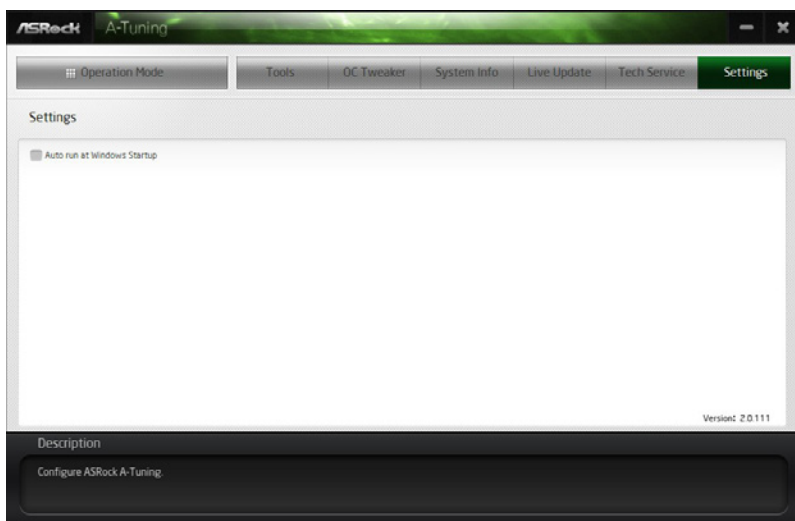 ASRock A-Tuning
Operation Mode Tools OC Tweaker System Info Live Update Tech Service Settings
Settings
Auto run at Windows Startup
Version: 2.0.111
Description
Configure ASRock A-Tuning.